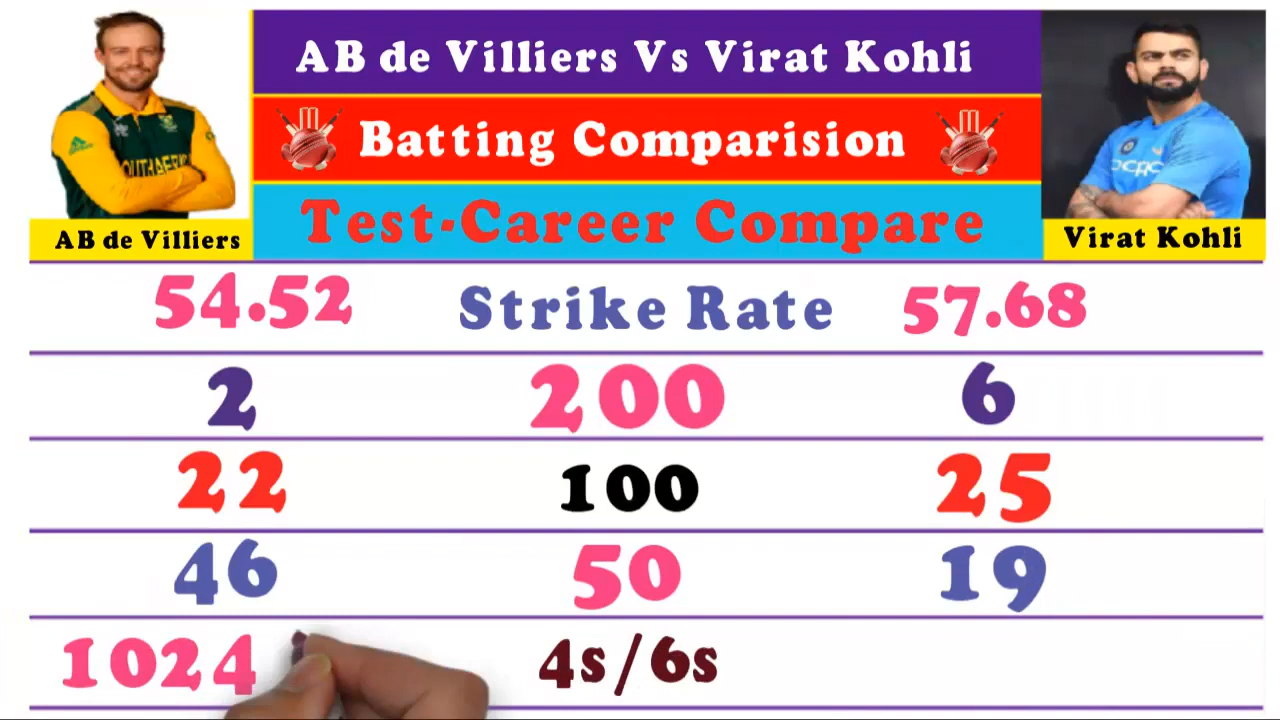 AB de Villiers Vs Virat Kohli
Batting Comparision
Test-Career Compare
AB de Villiers
Virat Kohli
54.52 Strike Rate 57.68
2 200 6
22 100 25
46 50 19
1024 4s/6s